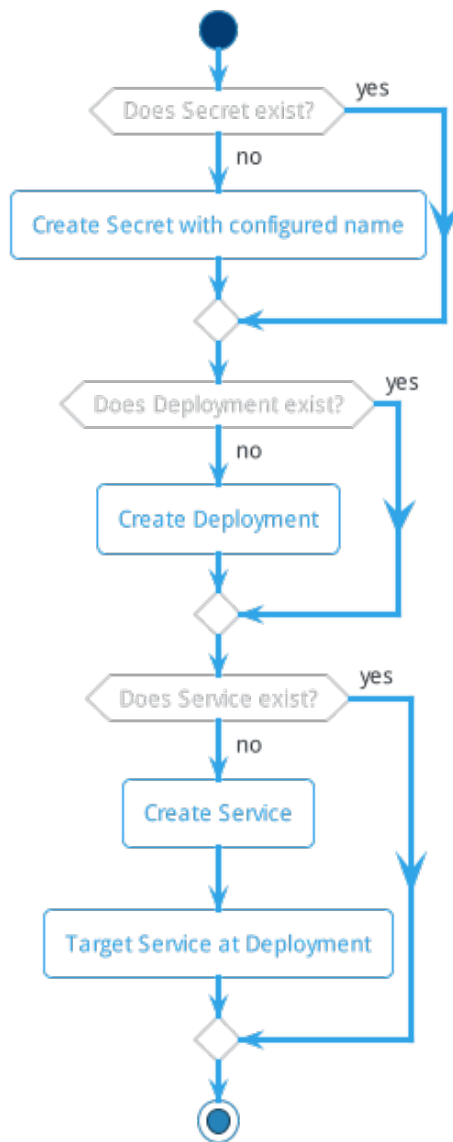 Does Secret exist?
yes
no
Create Secret with configured name
Does Deployment exist?
yes
no
Create Deployment
Does Service exist?
yes
no
Create Service
Target Service at Deployment